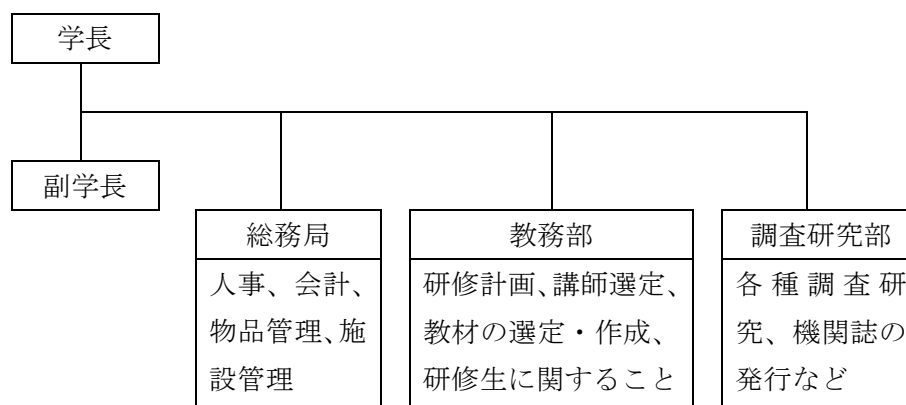 学長
副学長
総務局
人事、会計、
物品管理、施
設管理
教務部
研修計画、講師選定、
教材の選定・作成、
研修生に関すること
調査研究部
各種調査研
究、機関誌の
発行など